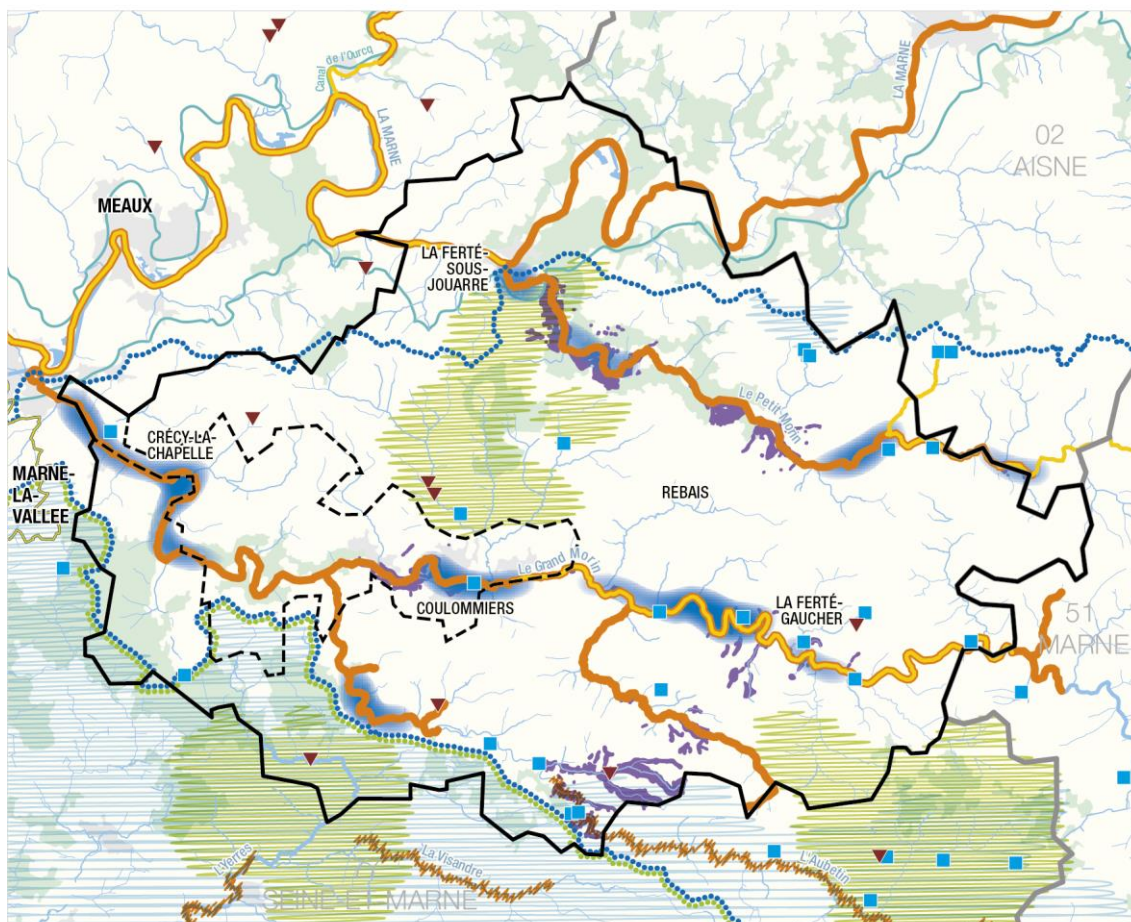 Canal
de l'Ourcq
LA MARNE
LA MARNE
02
AISNE
MEAUX
LA FERTÉ-
SOUS-
JOUARRE
Le Petit Morin
CRÉCY-LA-
CHAPELLE
MARNE-
LA-
VALLEE
REBAIS
Le Grand Morin
COULOMMIERS
LA FERTÉ-
GAUCHER
51
MARNE
L'Yerres
La Visandre
L'Aubetin
SEINE-ET-MARNE